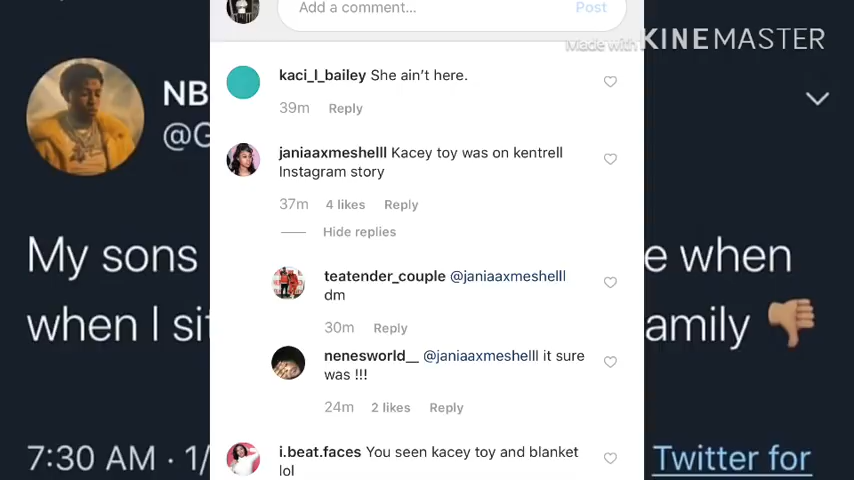 Add a comment...
Post
Made with KINEMASTER
kaci_l_bailey She ain't here.
39m Reply
NB
@G
janiaaxmeshelll Kacey toy was on kentrell
Instagram story
37m 4 likes Reply
Hide replies
My sons
e when
teatender_couple @janiaaxmeshelll
dm
when I sit
amily 👎🏼
30m Reply
nenesworld__ @janiaaxmeshelll it sure
was !!!
24m 2 likes Reply
7:30 AM · 1/
Twitter for
i.beat.faces You seen kacey toy and blanket
lol